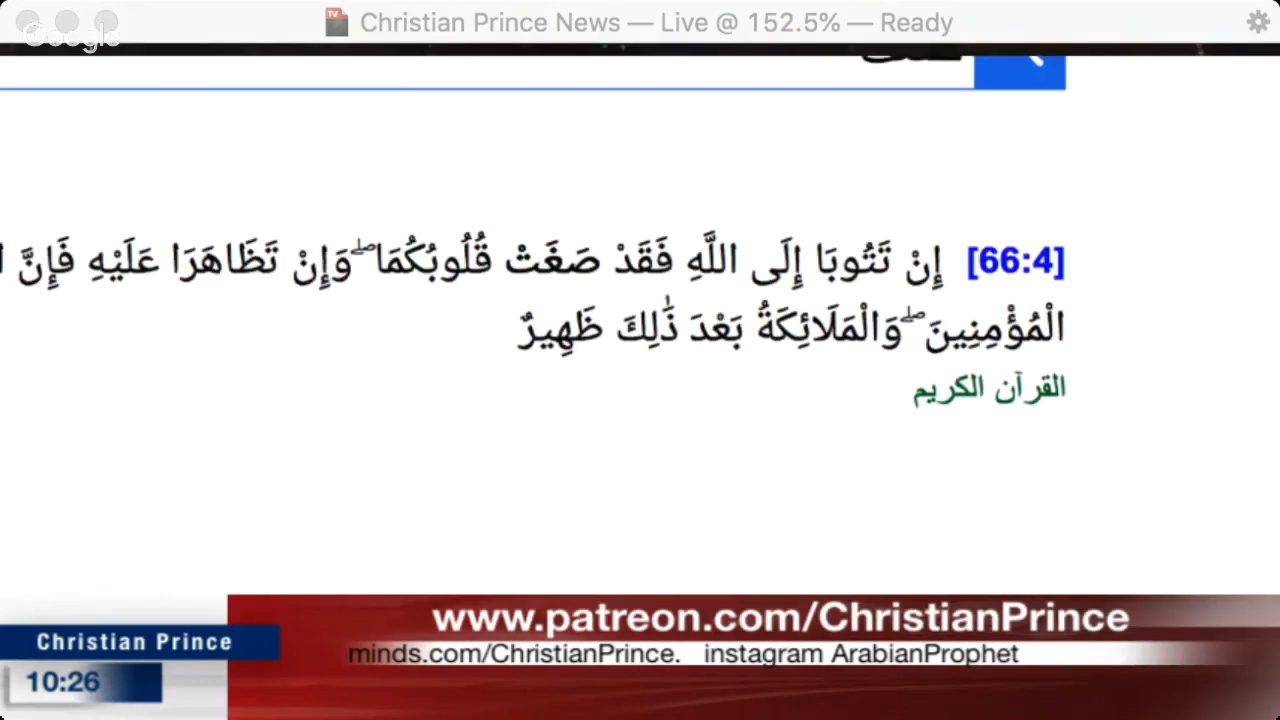 Christian Prince News — Live @ 152.5% — Ready
Google
[66:4] إِنْ تَتُوبَا إِلَى اللَّهِ فَقَدْ صَغَتْ قُلُوبُكُمَا ۖ وَإِنْ تَظَاهَرَا عَلَيْهِ فَإِنَّ
الْمُؤْمِنِينَ ۖ وَالْمَلَائِكَةُ بَعْدَ ذَٰلِكَ ظَهِيرٌ
القرآن الكريم
www.patreon.com/ChristianPrince
Christian Prince
minds.com/ChristianPrince. instagram ArabianProphet
10:26